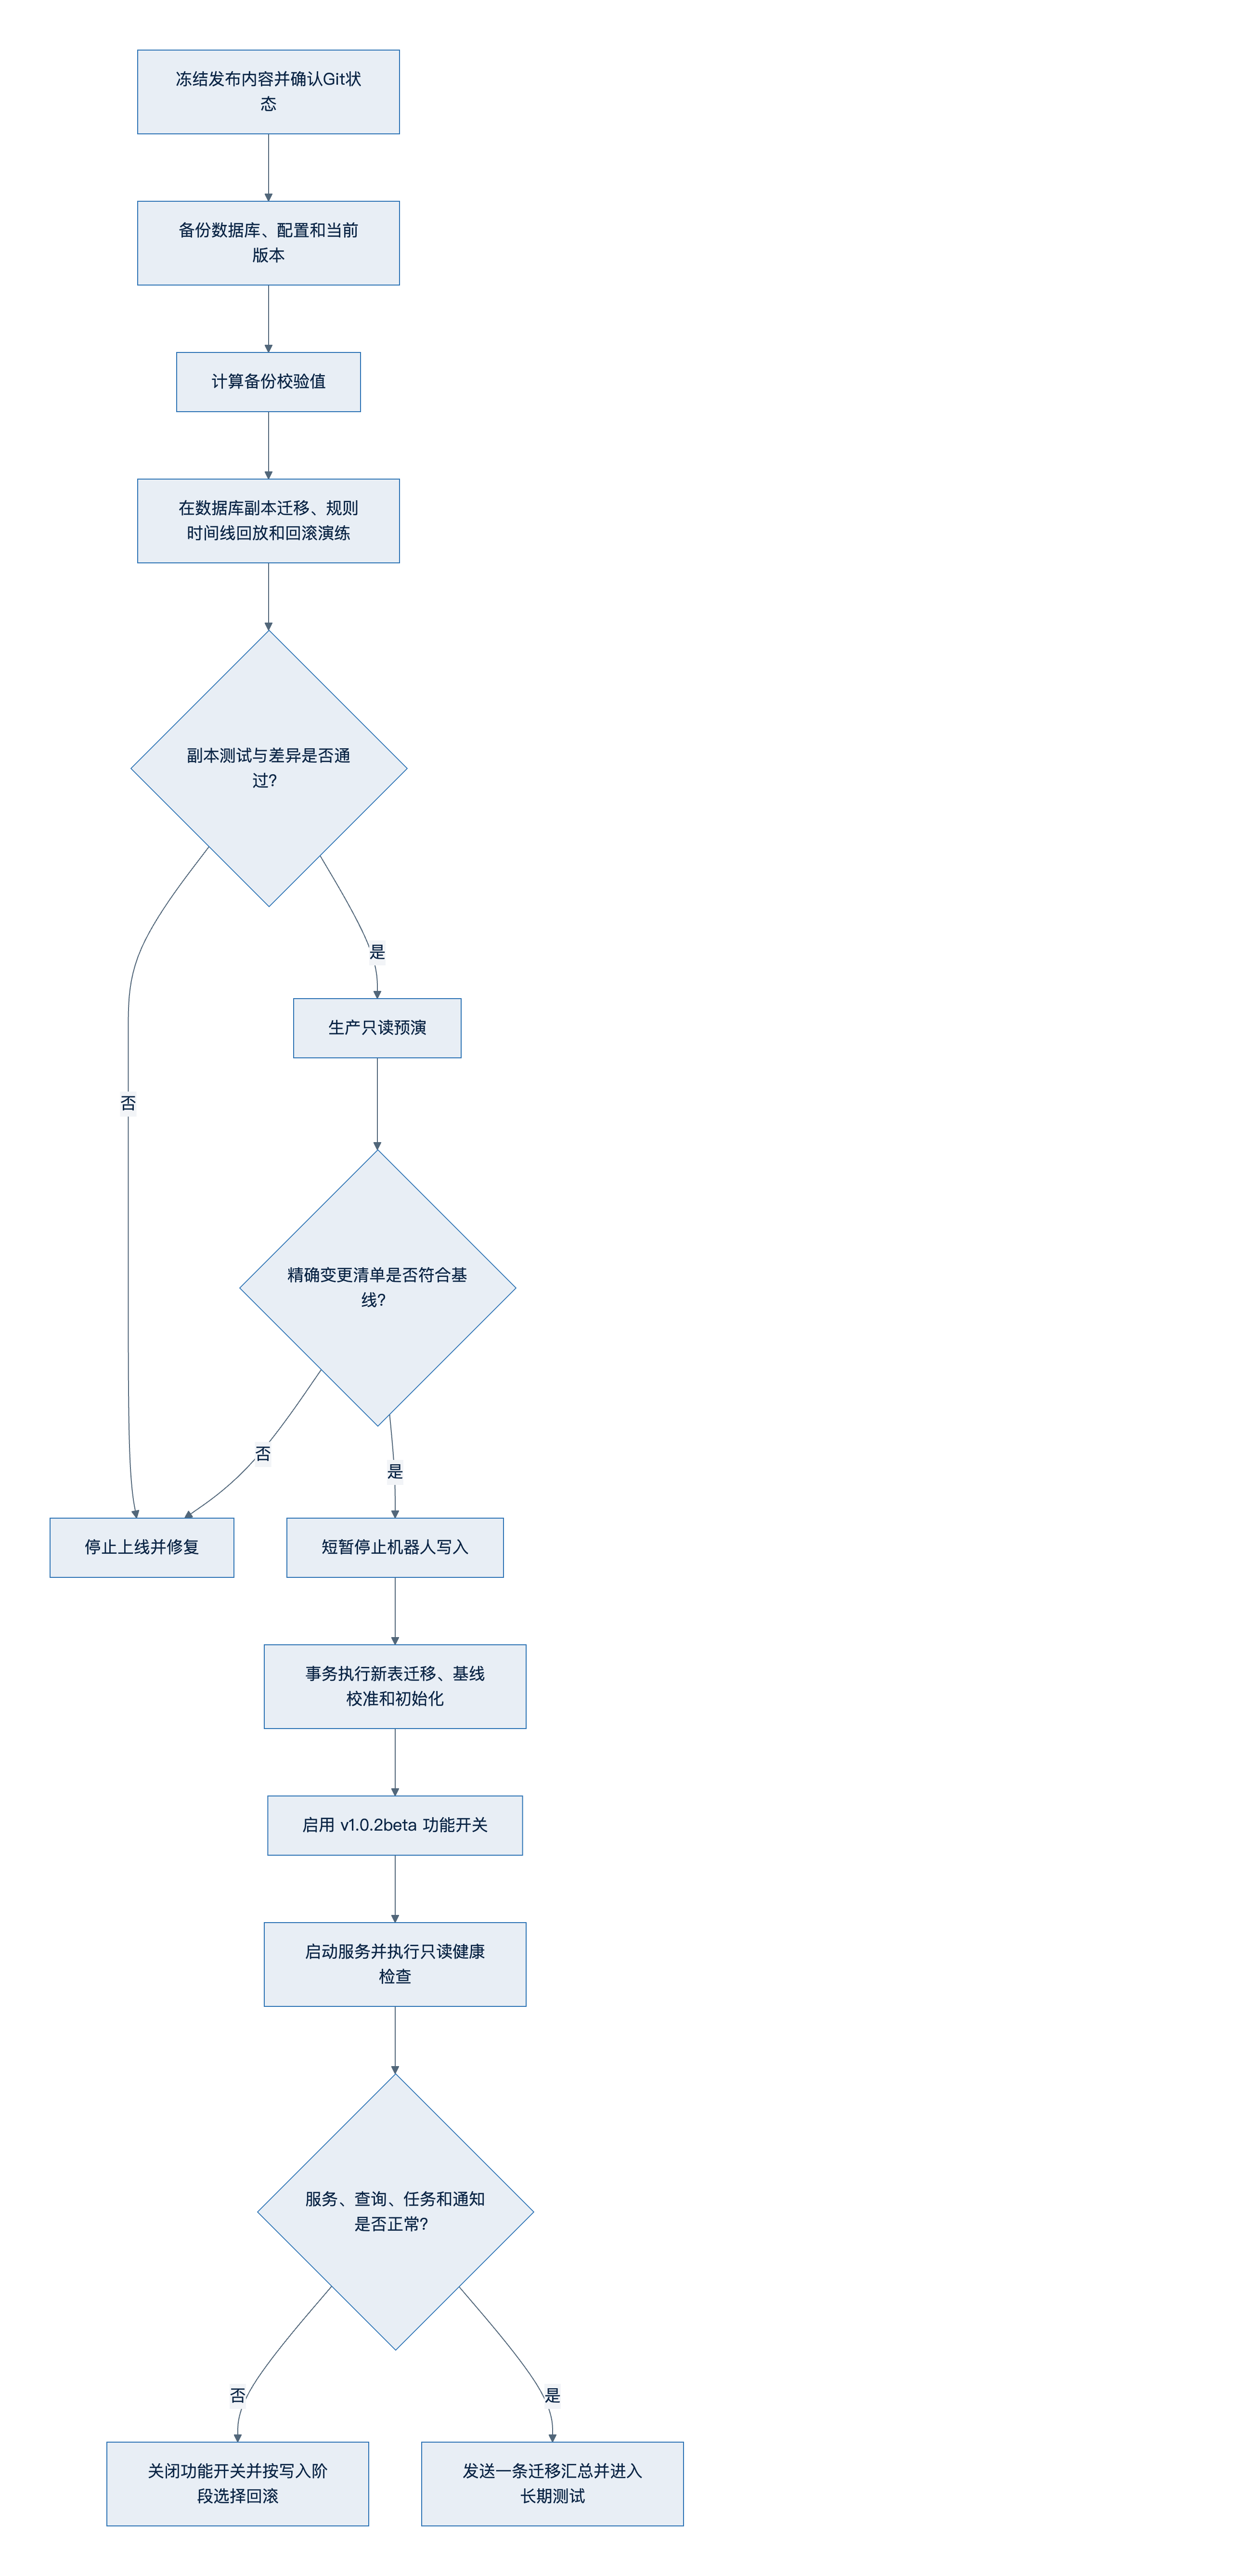 冻结发布内容并确认Git状
态
备份数据库、配置和当前
版本
计算备份校验值
在数据库副本迁移、规则
时间线回放和回滚演练
副本测试与差异是否通
过?
是
生产只读预演
否
精确变更清单是否符合基
线?
否
是
停止上线并修复
短暂停止机器人写入
事务执行新表迁移、基线
校准和初始化
启用 v1.0.2beta 功能开关
启动服务并执行只读健康
检查
服务、查询、任务和通知
是否正常?
否
是
关闭功能开关并按写入阶
段选择回滚
发送一条迁移汇总并进入
长期测试